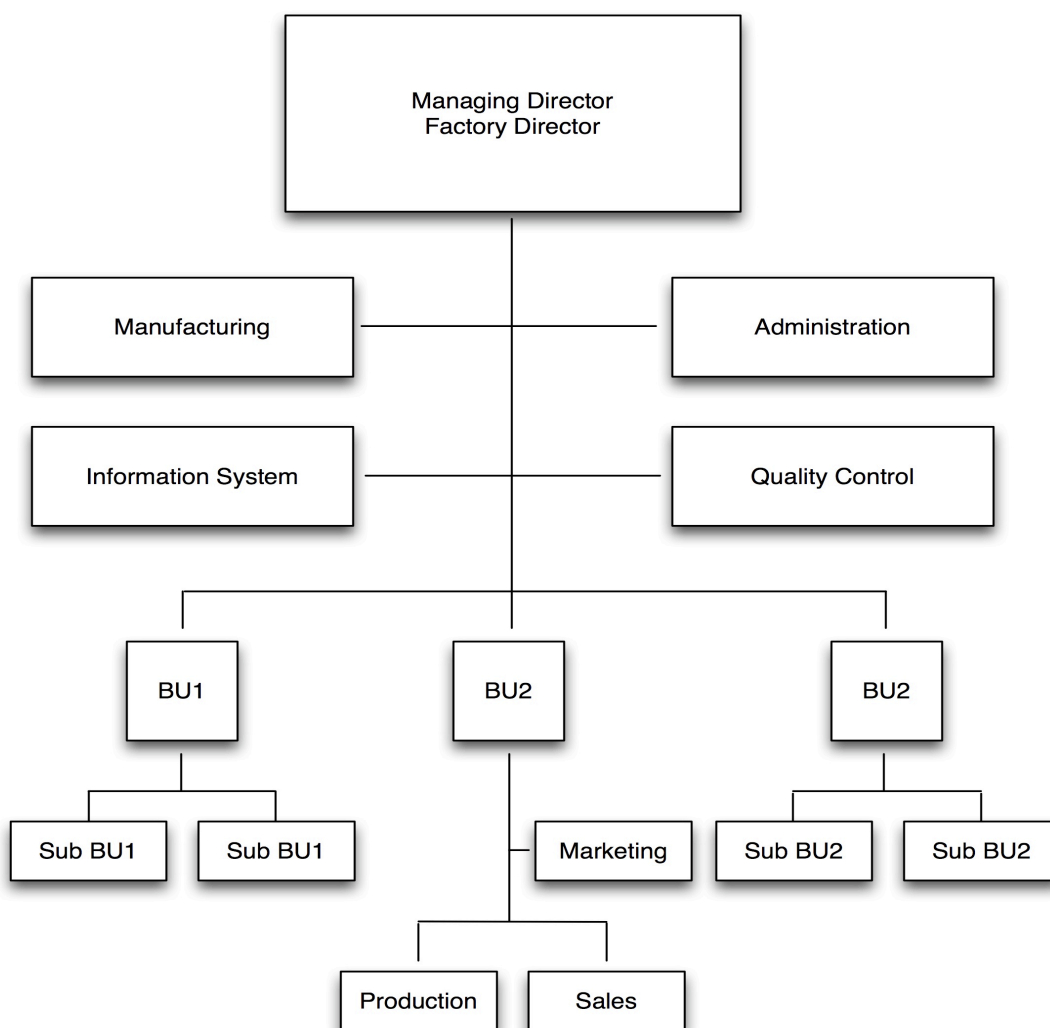 Managing Director
Factory Director
Manufacturing
Administration
Information System
Quality Control
BU1
BU2
BU2
Sub BU1
Sub BU1
Marketing
Sub BU2
Sub BU2
Production
Sales